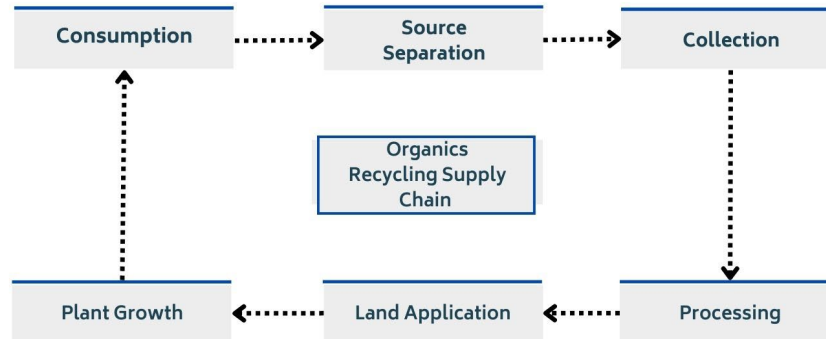 Consumption
Source
Separation
Collection
Organics
Recycling Supply
Chain
Plant Growth
Land Application
Processing